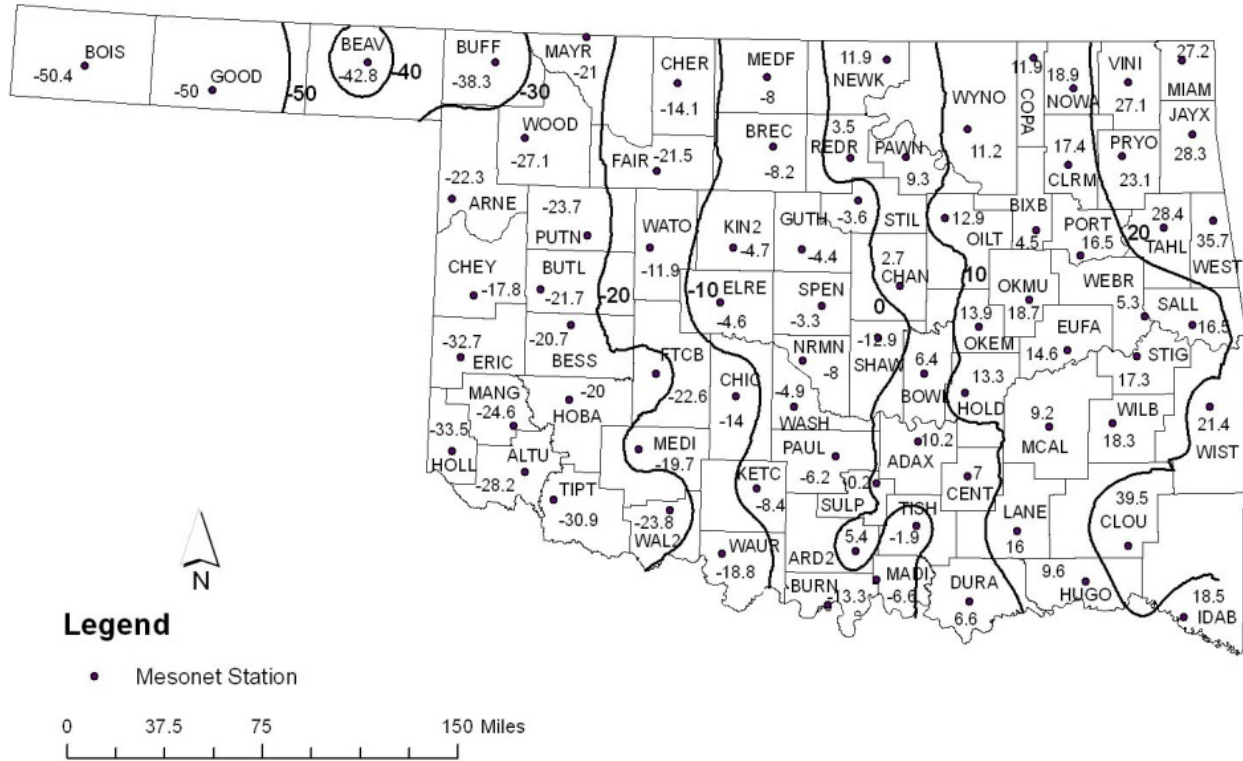 BOIS
-50.4
GOOD
-50
-50
BEAV
-42.8
-40
BUFF
-38.3
-30
MAYR
-21
CHER
-14.1
MEDF
-8
11.9
NEWK
WYNO
11.2
11.9
COPA
18.9
NOWA
VINI
27.1
27.2
MIAM
JAYX
28.3
WOOD
-27.1
FAIR
-21.5
BREC
-8.2
3.5
REDR
PAWN
9.3
17.4
CLRM
PRYO
23.1
-22.3
ARNE
-23.7
PUTN
WATO
-11.9
KIN2
-4.7
GUTH
-4.4
-3.6
STIL
12.9
OILT
BIXB
4.5
PORT
16.5
20
28.4
TAHL
35.7
WEST
CHEY
-17.8
BUTL
-21.7
-20
-10
ELRE
-4.6
SPEN
-3.3
2.7
CHAN
0
10
OKMU
18.7
WEBR
5.3
SALL
16.5
-32.7
ERIC
-20.7
BESS
FTCB
-22.6
CHIC
-14
NRMN
-8
-12.9
SHAW
6.4
BOWL
13.9
OKEM
EUFA
14.6
STIG
17.3
MANG
-24.6
-20
HOBA
-4.9
WASH
13.3
HOLD
9.2
MCAL
WILB
18.3
21.4
WIST
-33.5
HOLL
ALTU
-28.2
MEDI
-19.7
PAUL
-6.2
10.2
ADAX
KETC
-8.4
-0.2
SULP
7
CENT
TIPT
-30.9
-23.8
WAL2
WAUR
-18.8
5.4
ARD2
TISH
-1.9
LANE
16
39.5
CLOU
BURN
-13.3
MADI
-6.6
DURA
6.6
9.6
HUGO
18.5
IDAB
N
Legend
Mesonet Station
0 37.5 75 150 Miles